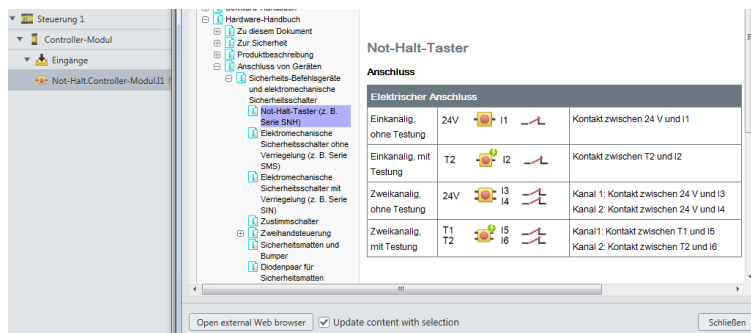 Steuerung 1
Controller-Modul
Eingänge
Not-Halt.Controller-Modul.I1
Hardware-Handbuch
Zu diesem Dokument
Zur Sicherheit
Produktbeschreibung
Anschluss von Geräten
Sicherheits-Befehlsgeräte
und elektromechanische
Sicherheitsschalter
Not-Halt-Taster (z. B.
Serie SNH)
Elektromechanische
Sicherheitsschalter ohne
Verriegelung (z. B. Serie
SMS)
Elektromechanische
Sicherheitsschalter mit
Verriegelung (z. B. Serie
SIN)
Zustimmschalter
Zweihandsteuerung
Sicherheitsmatten und
Bumper
Diodenpaar für
Sicherheitsmatten
Not-Halt-Taster
Anschluss
Elektrischer Anschluss
Einkanalig,
ohne Testung
24V
I1
Kontakt zwischen 24 V und I1
Einkanalig, mit
Testung
T2
I2
Kontakt zwischen T2 und I2
Zweikanalig,
ohne Testung
24V
I3
I4
Kanal 1: Kontakt zwischen 24 V und I3
Kanal 2: Kontakt zwischen 24 V und I4
Zweikanalig,
mit Testung
T1
T2
I5
I6
Kanal1: Kontakt zwischen T1 und I5
Kanal 2: Kontakt zwischen T2 und I6
Open external Web browser
Update content with selection
Schließen